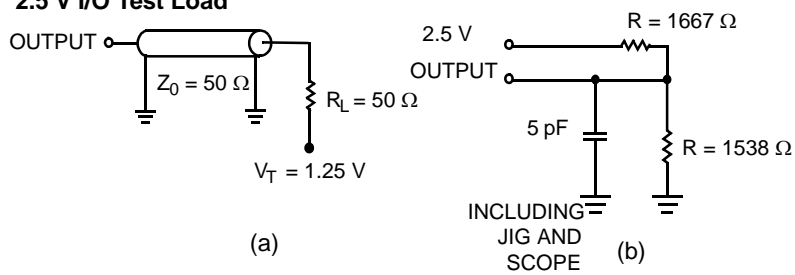 2.5 V I/O Test Load
OUTPUT
Z0 = 50 Ω
RL = 50 Ω
VT = 1.25 V
(a)
2.5 V
R = 1667 Ω
OUTPUT
5 pF
R = 1538 Ω
INCLUDING
JIG AND
SCOPE
(b)